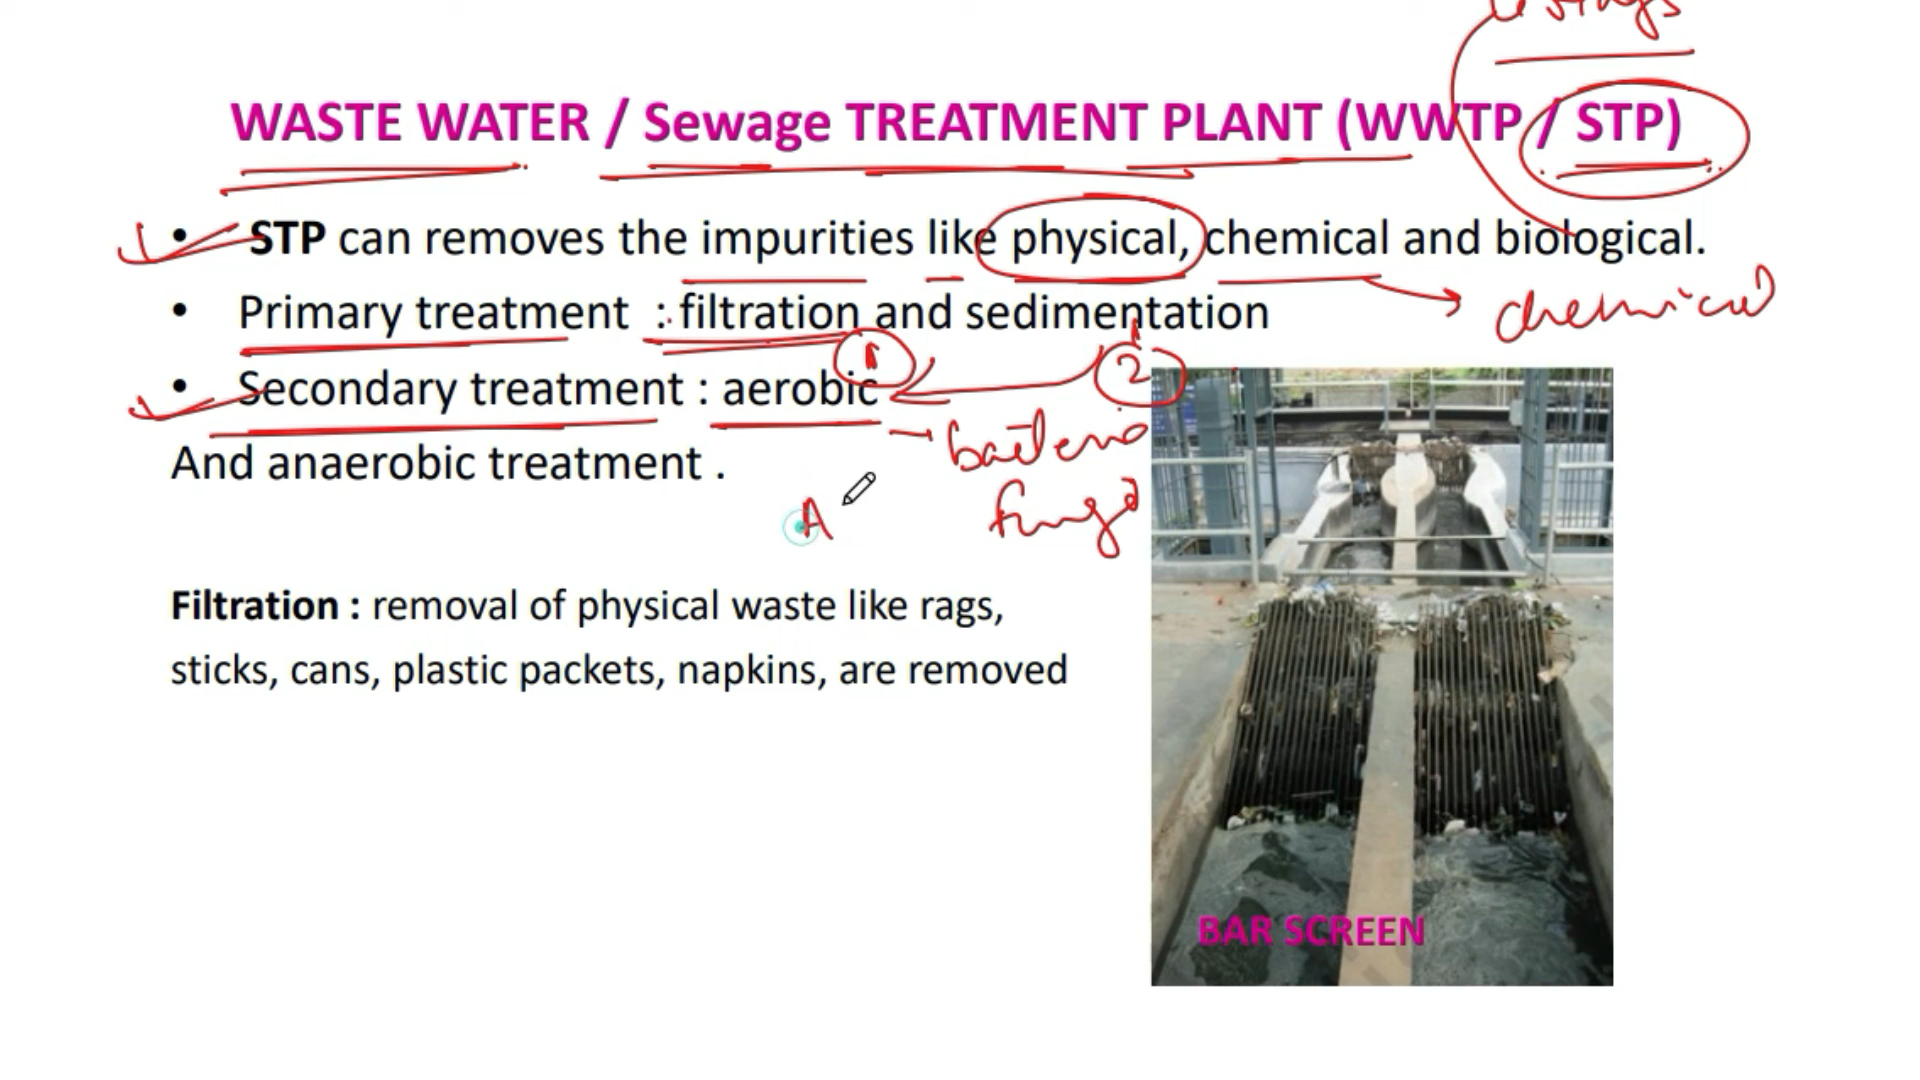 WASTE WATER / Sewage TREATMENT PLANT (WWTP / STP)
• STP can removes the impurities like physical, chemical and biological.
chemical
• Primary treatment : filtration and sedimentation
1
2
• Secondary treatment : aerobic
bacteria
And anaerobic treatment .
fungi
A
Filtration : removal of physical waste like rags,
sticks, cans, plastic packets, napkins, are removed
BAR SCREEN